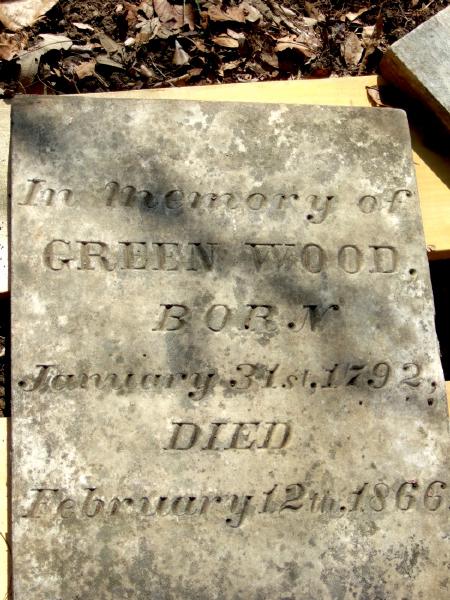 In memory of
GREEN WOOD.
BORN
January 31st, 1792,
DIED
February 12th, 1866.